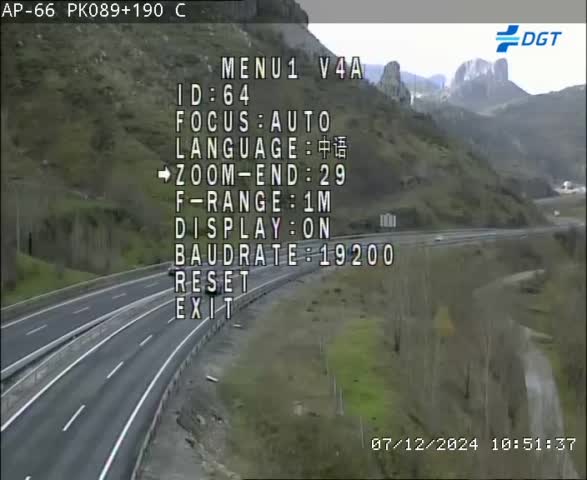 AP-66 PK089+190 C
DGT
MENU1 V4A
ID:64
FOCUS:AUTO
LANGUAGE:中语
ZOOM-END:29
F-RANGE:1M
DISPLAY:ON
BAUDRATE:19200
RESET
EXIT
07/12/2024 10:51:37